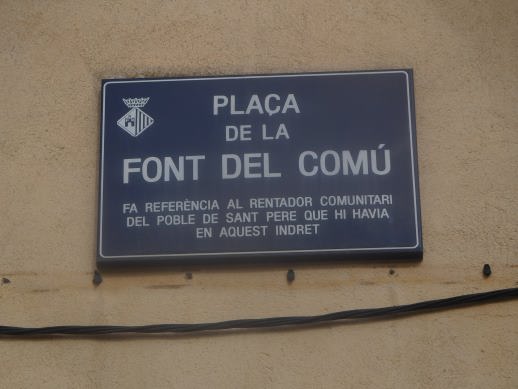 PLAÇA
DE LA
FONT DEL COMÚ
FA REFERÈNCIA AL RENTADOR COMUNITARI
DEL POBLE DE SANT PERE QUE HI HAVIA
EN AQUEST INDRET